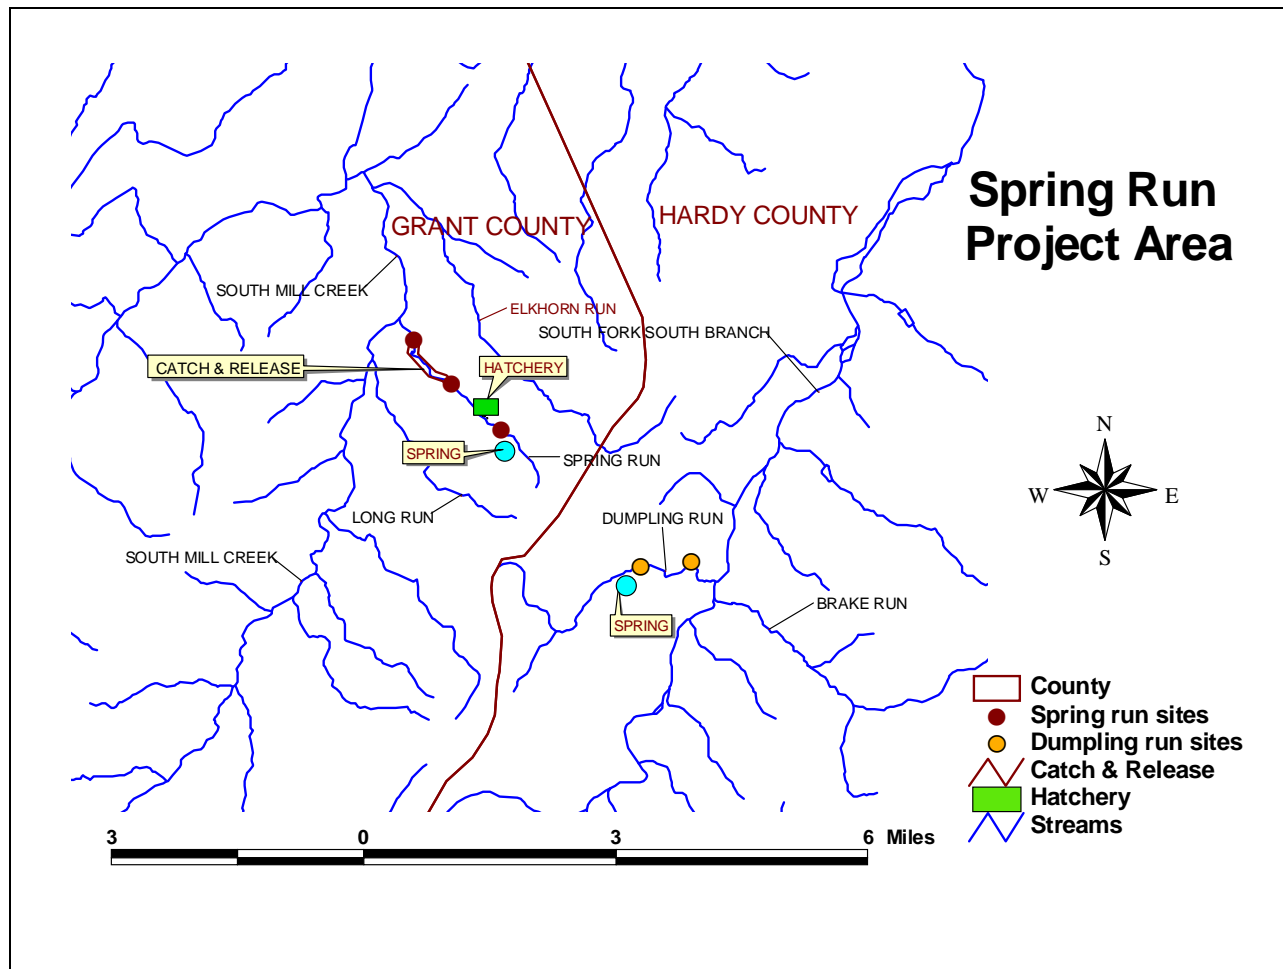 Spring Run
Project Area
GRANT COUNTY
HARDY COUNTY
SOUTH MILL CREEK
ELKHORN RUN
SOUTH FORK SOUTH BRANCH
CATCH & RELEASE
HATCHERY
SPRING
SPRING RUN
LONG RUN
DUMPLING RUN
SOUTH MILL CREEK
BRAKE RUN
SPRING
N
W
E
S
County
Spring run sites
Dumpling run sites
Catch & Release
Hatchery
Streams
3 0 3 6 Miles